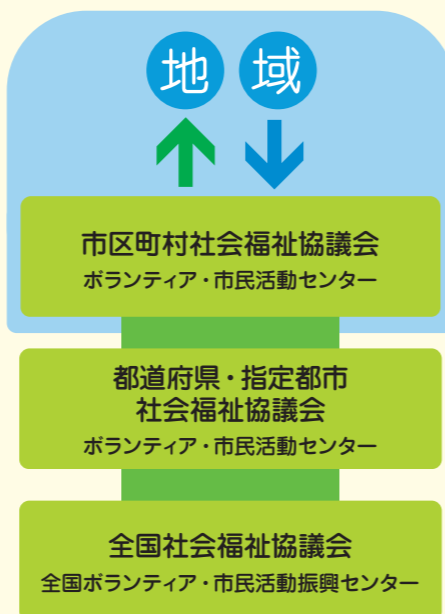 地域
市区町村社会福祉協議会
ボランティア・市民活動センター
都道府県・指定都市
社会福祉協議会
ボランティア・市民活動センター
全国社会福祉協議会
全国ボランティア・市民活動振興センター